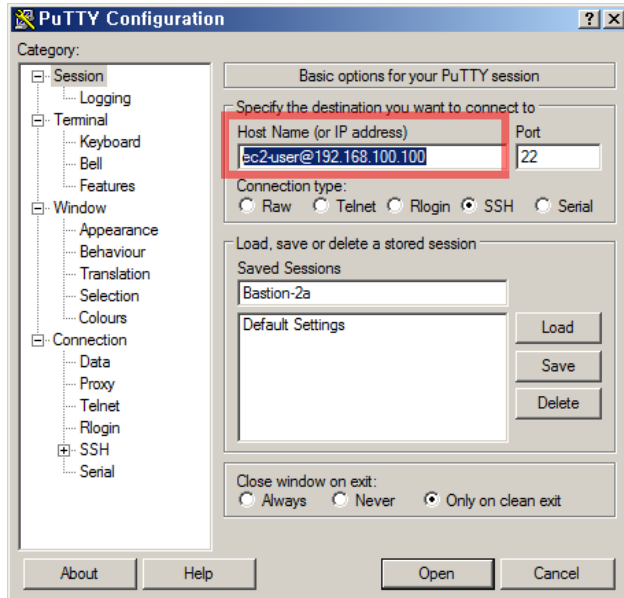 PuTTY Configuration
Category:
Session
Logging
Terminal
Keyboard
Bell
Features
Window
Appearance
Behaviour
Translation
Selection
Colours
Connection
Data
Proxy
Telnet
Rlogin
SSH
Serial
Basic options for your PuTTY session
Specify the destination you want to connect to
Host Name (or IP address) Port
ec2-user@192.168.100.100 22
Connection type:
Raw Telnet Rlogin SSH Serial
Load, save or delete a stored session
Saved Sessions
Bastion-2a
Default Settings
Load
Save
Delete
Close window on exit:
Always Never Only on clean exit
About Help Open Cancel